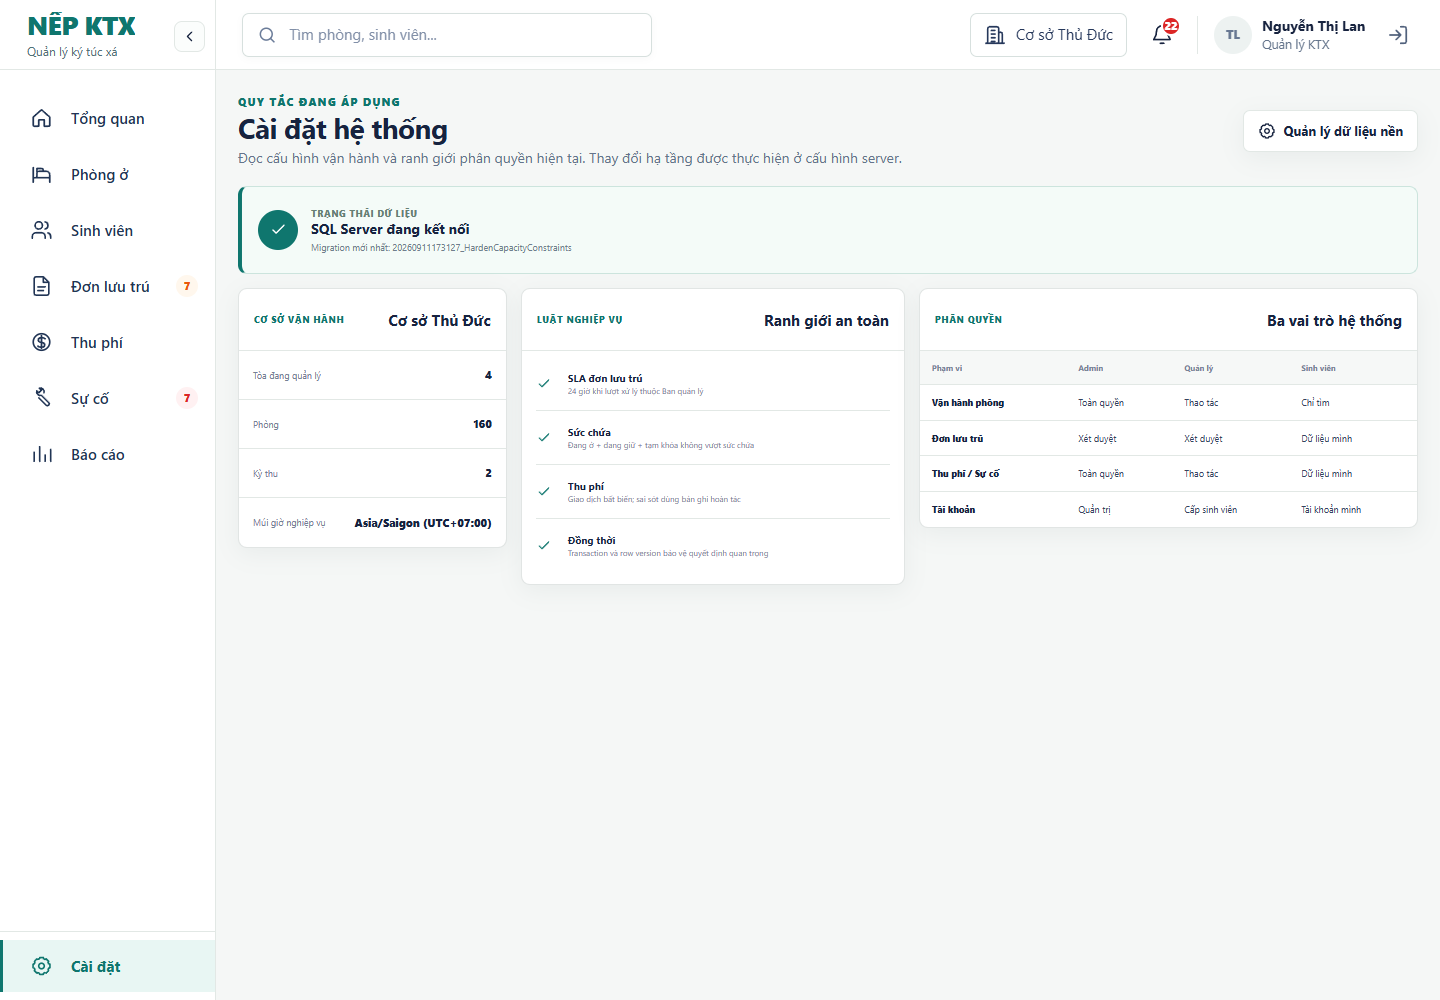 NẾP KTX
Quản lý ký túc xá
Tìm phòng, sinh viên...
Cơ sở Thủ Đức
22
TL
Nguyễn Thị Lan
Quản lý KTX
Tổng quan
Phòng ở
Sinh viên
Đơn lưu trú
7
Thu phí
Sự cố
7
Báo cáo
Cài đặt
QUY TẮC ĐANG ÁP DỤNG
Cài đặt hệ thống
Đọc cấu hình vận hành và ranh giới phân quyền hiện tại. Thay đổi hạ tầng được thực hiện ở cấu hình server.
Quản lý dữ liệu nền
TRẠNG THÁI DỮ LIỆU
SQL Server đang kết nối
Migration mới nhất: 20260911173127_HardenCapacityConstraints
CƠ SỞ VẬN HÀNH
Cơ sở Thủ Đức
Tòa đang quản lý
4
Phòng
160
Kỳ thu
2
Múi giờ nghiệp vụ
Asia/Saigon (UTC+07:00)
LUẬT NGHIỆP VỤ
Ranh giới an toàn
SLA đơn lưu trú
24 giờ khi lượt xử lý thuộc Ban quản lý
Sức chứa
Đang ở + đang giữ + tạm khóa không vượt sức chứa
Thu phí
Giao dịch bất biến; sai sót dùng bản ghi hoàn tác
Đồng thời
Transaction và row version bảo vệ quyết định quan trọng
PHÂN QUYỀN
Ba vai trò hệ thống
Phạm vi Admin Quản lý Sinh viên
Vận hành phòng Toàn quyền Thao tác Chỉ tìm
Đơn lưu trú Xét duyệt Xét duyệt Dữ liệu mình
Thu phí / Sự cố Toàn quyền Thao tác Dữ liệu mình
Tài khoản Quản trị Cấp sinh viên Tài khoản mình